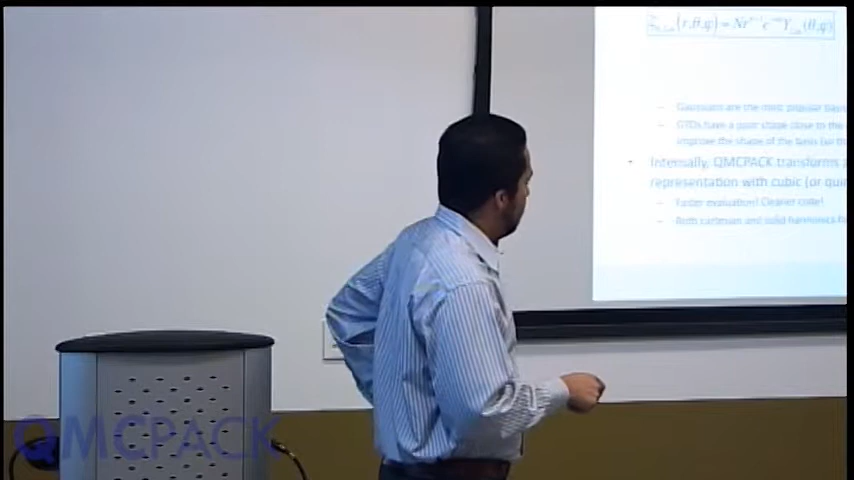 Gaussians are the most popular basis
GTOs have a poor shape close to the
improve the shape of the basis (or th
Internally, QMCPACK transforms
representation with cubic (or quin
Faster evaluation! Cleaner code!
Both cartesian and solid harmonics
QMCPACK